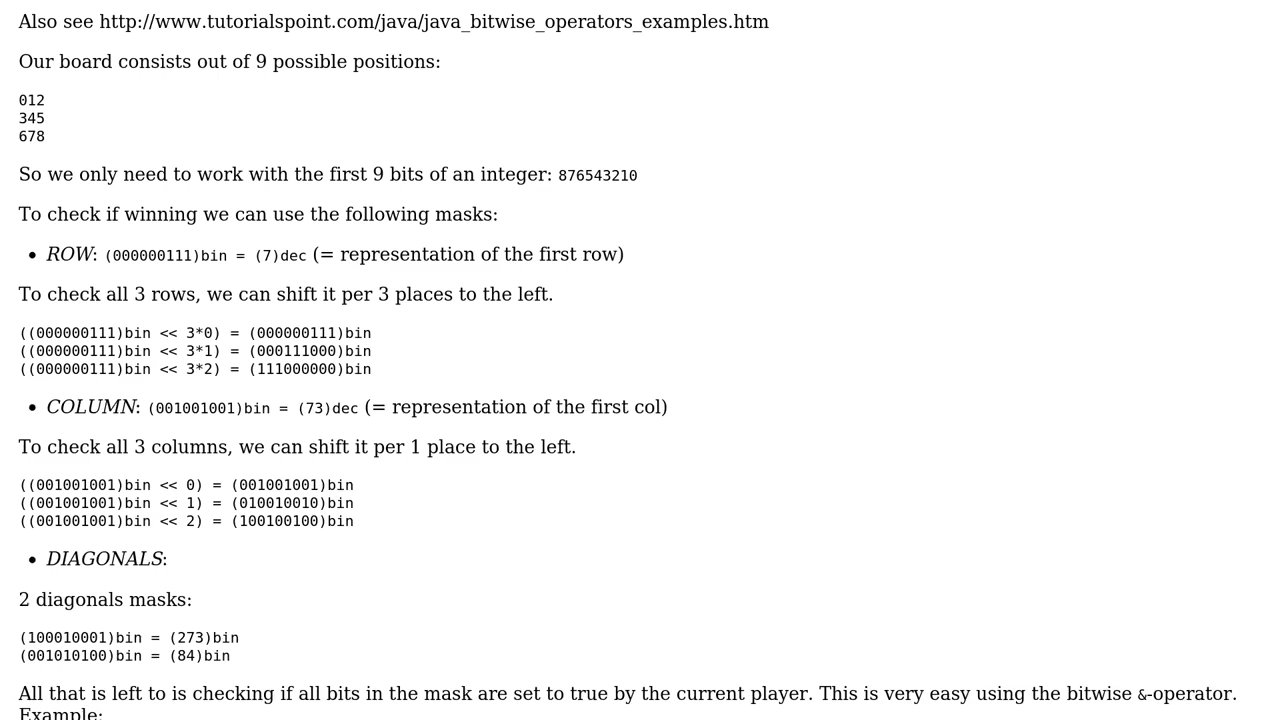 Also see http://www.tutorialspoint.com/java/java_bitwise_operators_examples.htm
Our board consists out of 9 possible positions:
012
345
678
So we only need to work with the first 9 bits of an integer: 876543210
To check if winning we can use the following masks:
• ROW: (000000111)bin = (7)dec (= representation of the first row)
To check all 3 rows, we can shift it per 3 places to the left.
((000000111)bin << 3*0) = (000000111)bin
((000000111)bin << 3*1) = (000111000)bin
((000000111)bin << 3*2) = (111000000)bin
• COLUMN: (001001001)bin = (73)dec (= representation of the first col)
To check all 3 columns, we can shift it per 1 place to the left.
((001001001)bin << 0) = (001001001)bin
((001001001)bin << 1) = (010010010)bin
((001001001)bin << 2) = (100100100)bin
• DIAGONALS:
2 diagonals masks:
(100010001)bin = (273)bin
(001010100)bin = (84)bin
All that is left to is checking if all bits in the mask are set to true by the current player. This is very easy using the bitwise &-operator.
Example: